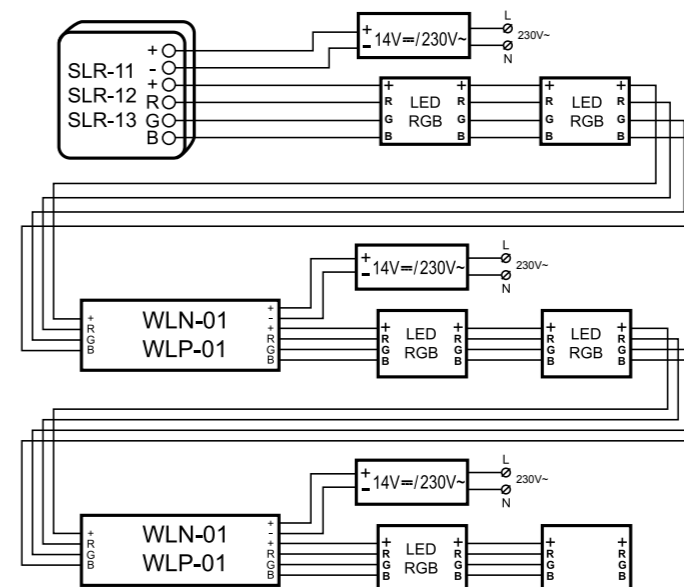 L
+ 14V=/230V~ 230V~
-
N
SLR-11
SLR-12
SLR-13
+
-
+
R
G
B
+ LED +
R RGB R
G G
B B
+ LED +
R RGB R
G G
B B
L
+ 14V=/230V~ 230V~
-
N
+
R
G
B
WLN-01
WLP-01
+
-
+
R
G
B
+ LED +
R RGB R
G G
B B
+ LED +
R RGB R
G G
B B
L
+ 14V=/230V~ 230V~
-
N
+
R
G
B
WLN-01
WLP-01
+
-
+
R
G
B
+ LED +
R RGB R
G G
B B
+ +
R R
G G
B B